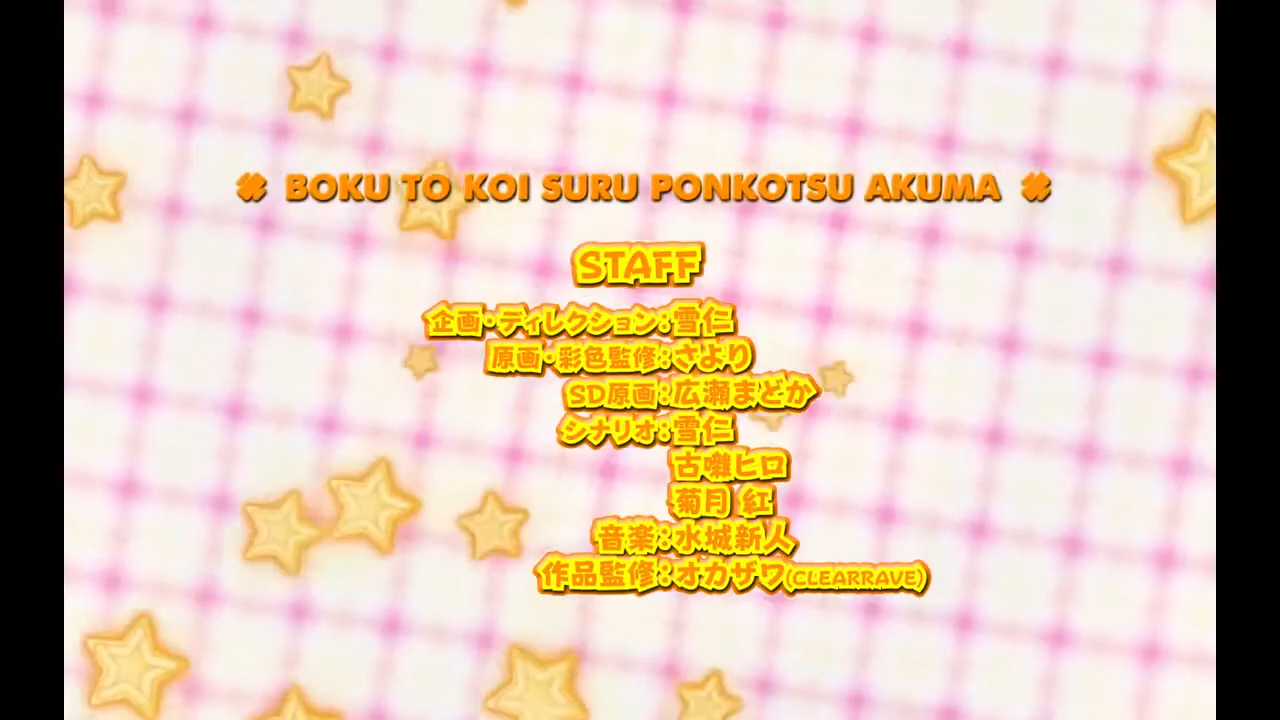 BOKU TO KOI SURU PONKOTSU AKUMA
STAFF
企画・ディレクション：雪仁
原画・彩色監修：さより
SD原画：広瀬まどか
シナリオ：雪仁
古囃ヒロ
菊月 紅
音楽：水城新人
作品監修：オカザワ(CLEARRAVE)